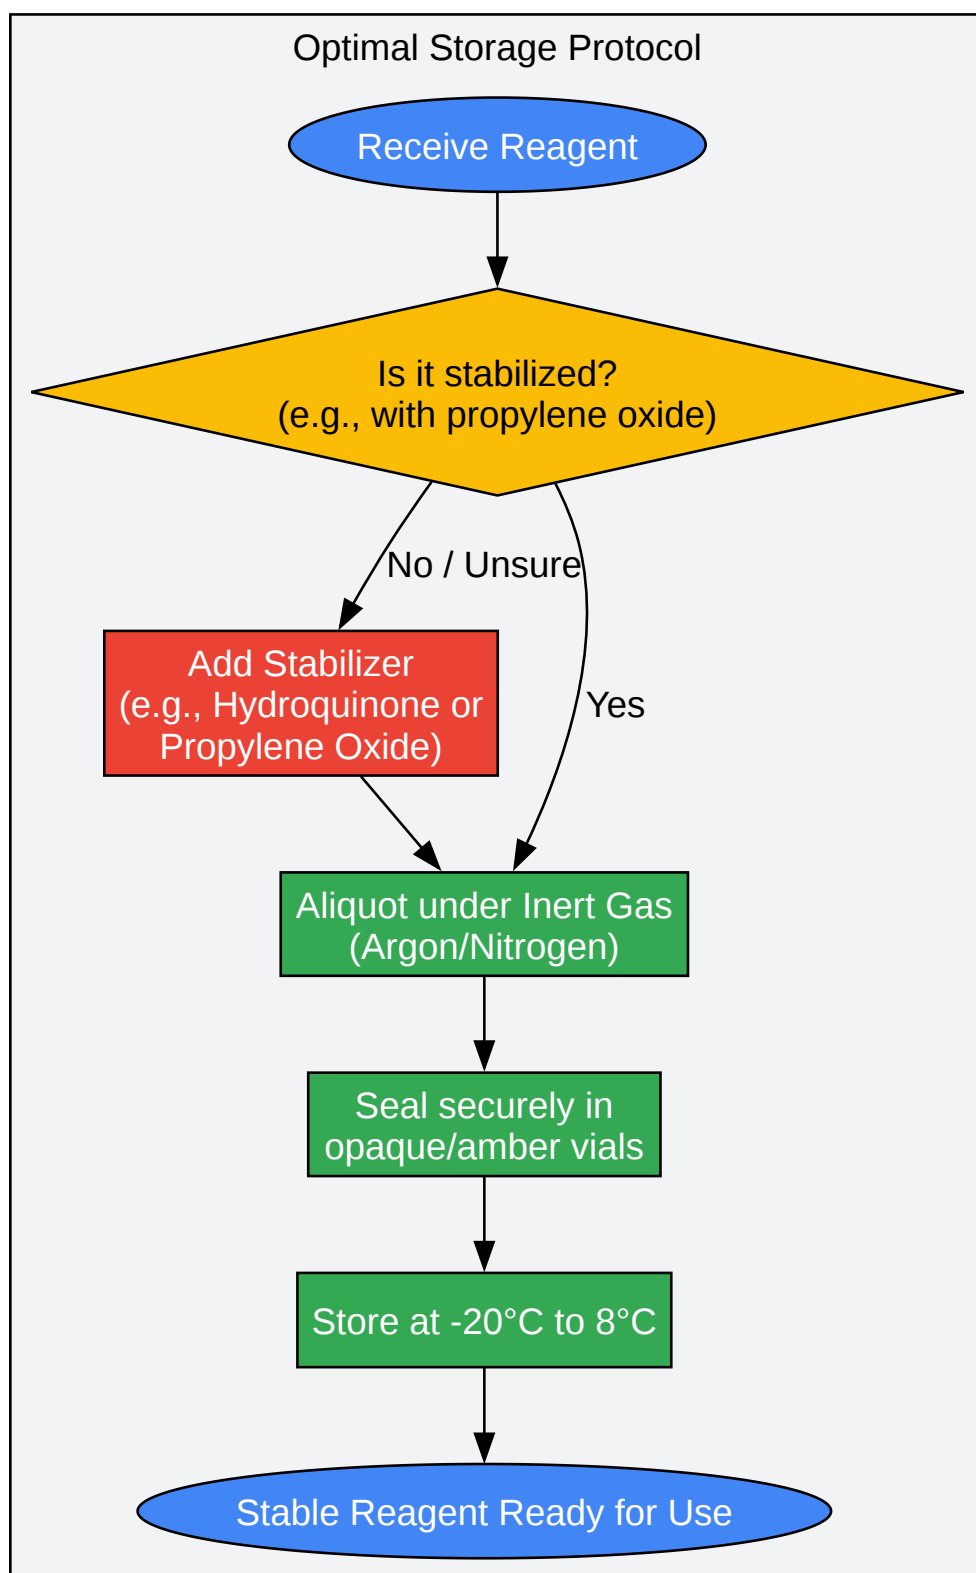 Optimal Storage Protocol
Receive Reagent
Is it stabilized?
(e.g., with propylene oxide)
No / Unsure
Add Stabilizer
(e.g., Hydroquinone or
Propylene Oxide)
Yes
Aliquot under Inert Gas
(Argon/Nitrogen)
Seal securely in
opaque/amber vials
Store at -20°C to 8°C
Stable Reagent Ready for Use